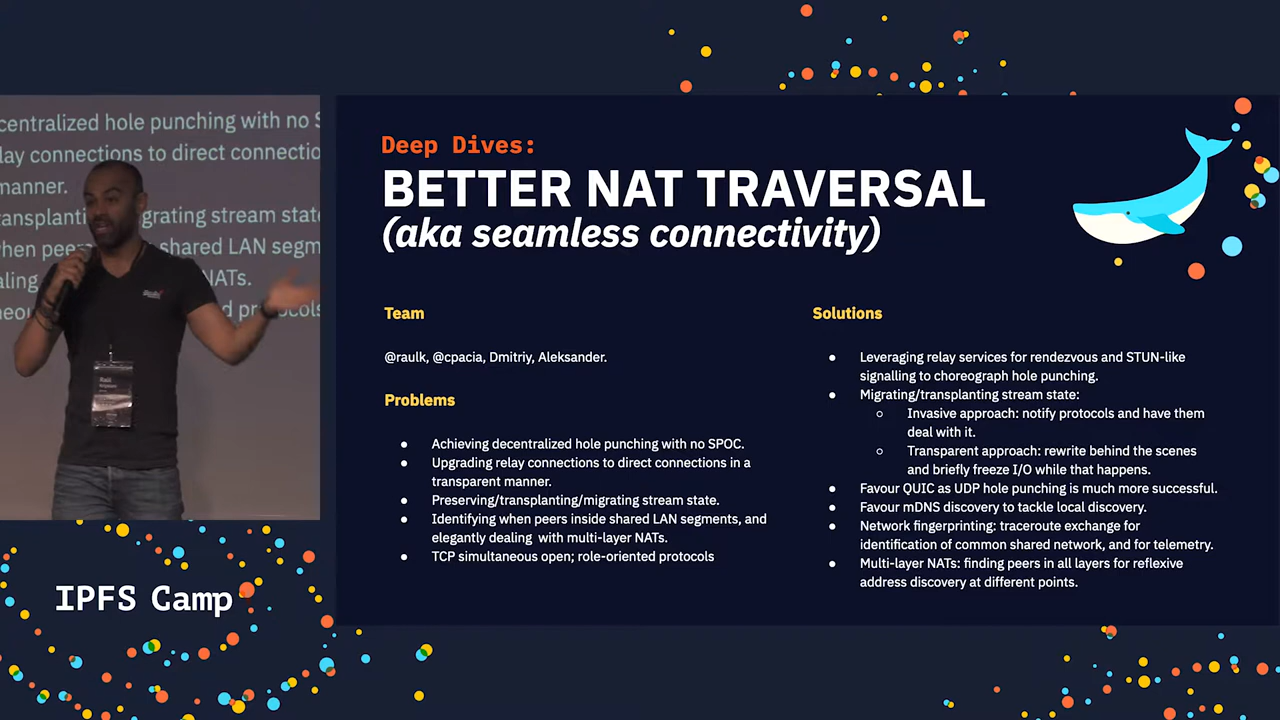 centralized hole punching with no S
lay connections to direct connectio
manner.
ansplanti
grating stream state
when peer
shared LAN segm
aling
NATs.
neou
d protocols
Raúl
IPFS Camp
Deep Dives:
BETTER NAT TRAVERSAL
(aka seamless connectivity)
Team
@raulk, @cpacia, Dmitriy, Aleksander.
Problems
● Achieving decentralized hole punching with no SPOC.
● Upgrading relay connections to direct connections in a
transparent manner.
● Preserving/transplanting/migrating stream state.
● Identifying when peers inside shared LAN segments, and
elegantly dealing with multi-layer NATs.
● TCP simultaneous open; role-oriented protocols
Solutions
● Leveraging relay services for rendezvous and STUN-like
signalling to choreograph hole punching.
● Migrating/transplanting stream state:
○ Invasive approach: notify protocols and have them
deal with it.
○ Transparent approach: rewrite behind the scenes
and briefly freeze I/O while that happens.
● Favour QUIC as UDP hole punching is much more successful.
● Favour mDNS discovery to tackle local discovery.
● Network fingerprinting: traceroute exchange for
identification of common shared network, and for telemetry.
● Multi-layer NATs: finding peers in all layers for reflexive
address discovery at different points.